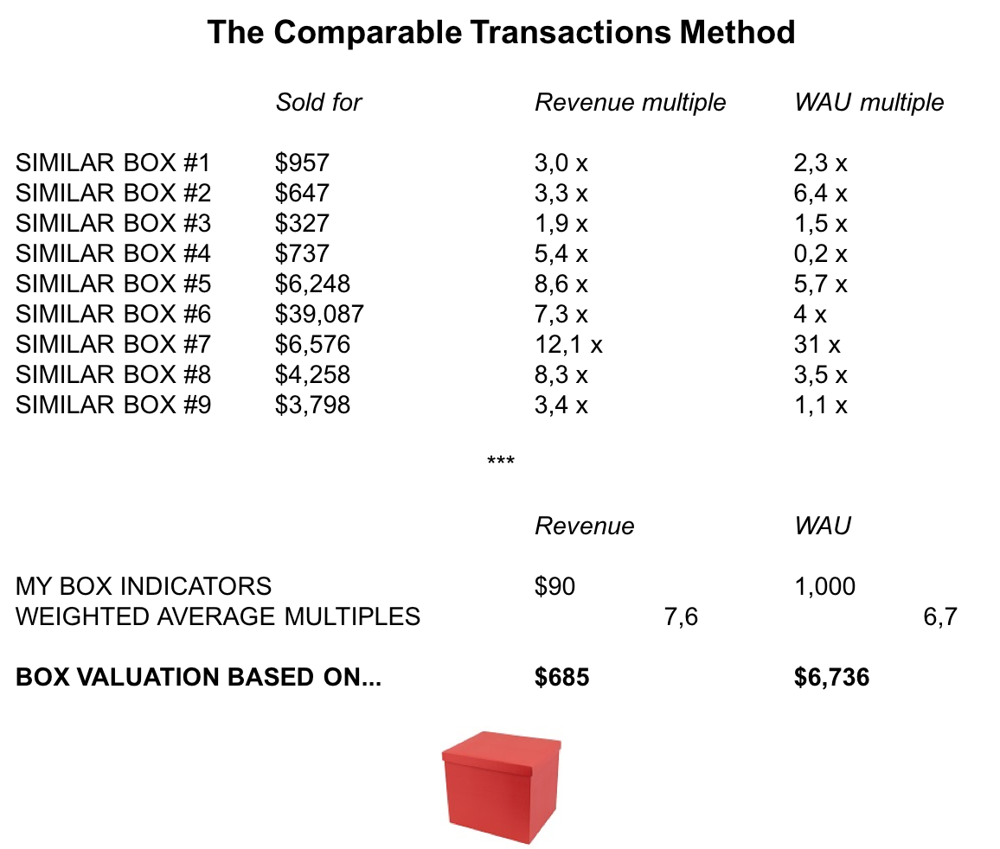 The Comparable Transactions Method
Sold for Revenue multiple WAU multiple
SIMILAR BOX #1 $957 3,0 x 2,3 x
SIMILAR BOX #2 $647 3,3 x 6,4 x
SIMILAR BOX #3 $327 1,9 x 1,5 x
SIMILAR BOX #4 $737 5,4 x 0,2 x
SIMILAR BOX #5 $6,248 8,6 x 5,7 x
SIMILAR BOX #6 $39,087 7,3 x 4 x
SIMILAR BOX #7 $6,576 12,1 x 31 x
SIMILAR BOX #8 $4,258 8,3 x 3,5 x
SIMILAR BOX #9 $3,798 3,4 x 1,1 x
***
Revenue WAU
MY BOX INDICATORS $90 1,000
WEIGHTED AVERAGE MULTIPLES 7,6 6,7
BOX VALUATION BASED ON... $685 $6,736